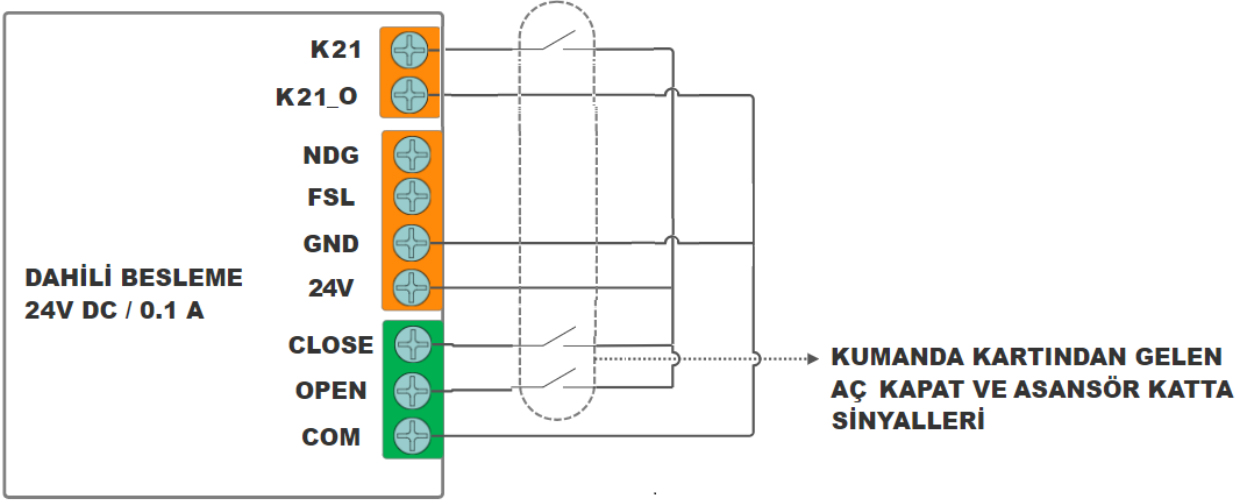 K21
K21_O
NDG
FSL
GND
24V
DAHİLİ BESLEME
24V DC / 0.1 A
CLOSE
OPEN
COM
KUMANDA KARTINDAN GELEN
AÇ KAPAT VE ASANSÖR KATTA
SİNYALLERİ